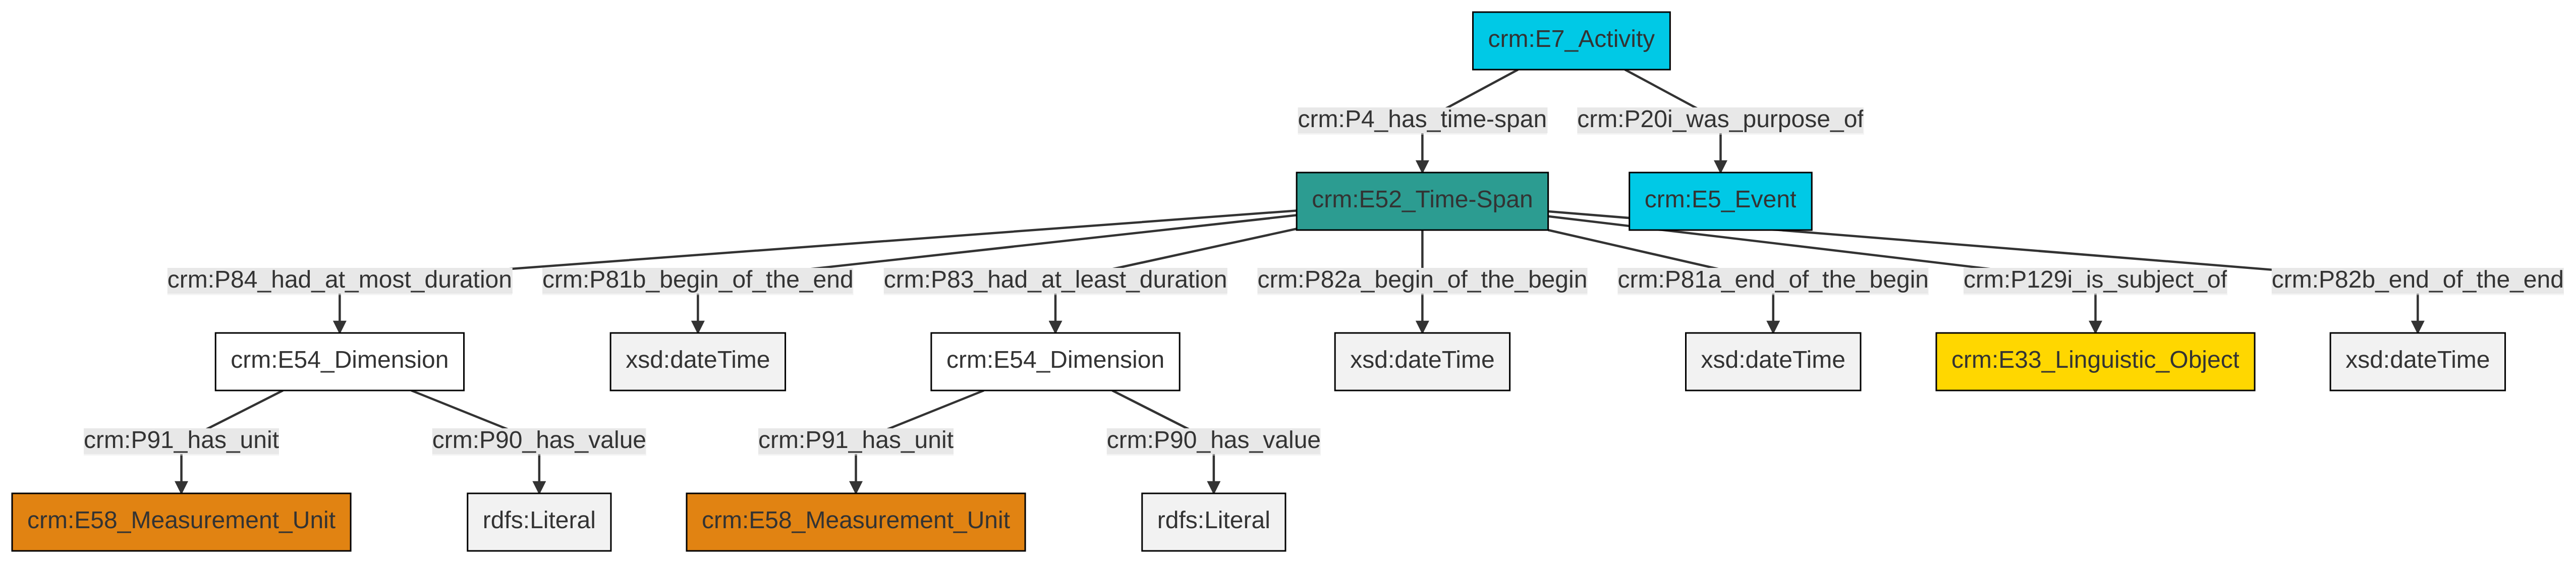 crm:E7_Activity
crm:P4_has_time-span
crm:P20i_was_purpose_of
crm:E52_Time-Span
crm:E5_Event
crm:P84_had_at_most_duration
crm:P81b_begin_of_the_end
crm:P83_had_at_least_duration
crm:P82a_begin_of_the_begin
crm:P81a_end_of_the_begin
crm:P129i_is_subject_of
crm:P82b_end_of_the_end
crm:E54_Dimension
xsd:dateTime
crm:E54_Dimension
xsd:dateTime
xsd:dateTime
crm:E33_Linguistic_Object
xsd:dateTime
crm:P91_has_unit
crm:P90_has_value
crm:P91_has_unit
crm:P90_has_value
crm:E58_Measurement_Unit
rdfs:Literal
crm:E58_Measurement_Unit
rdfs:Literal